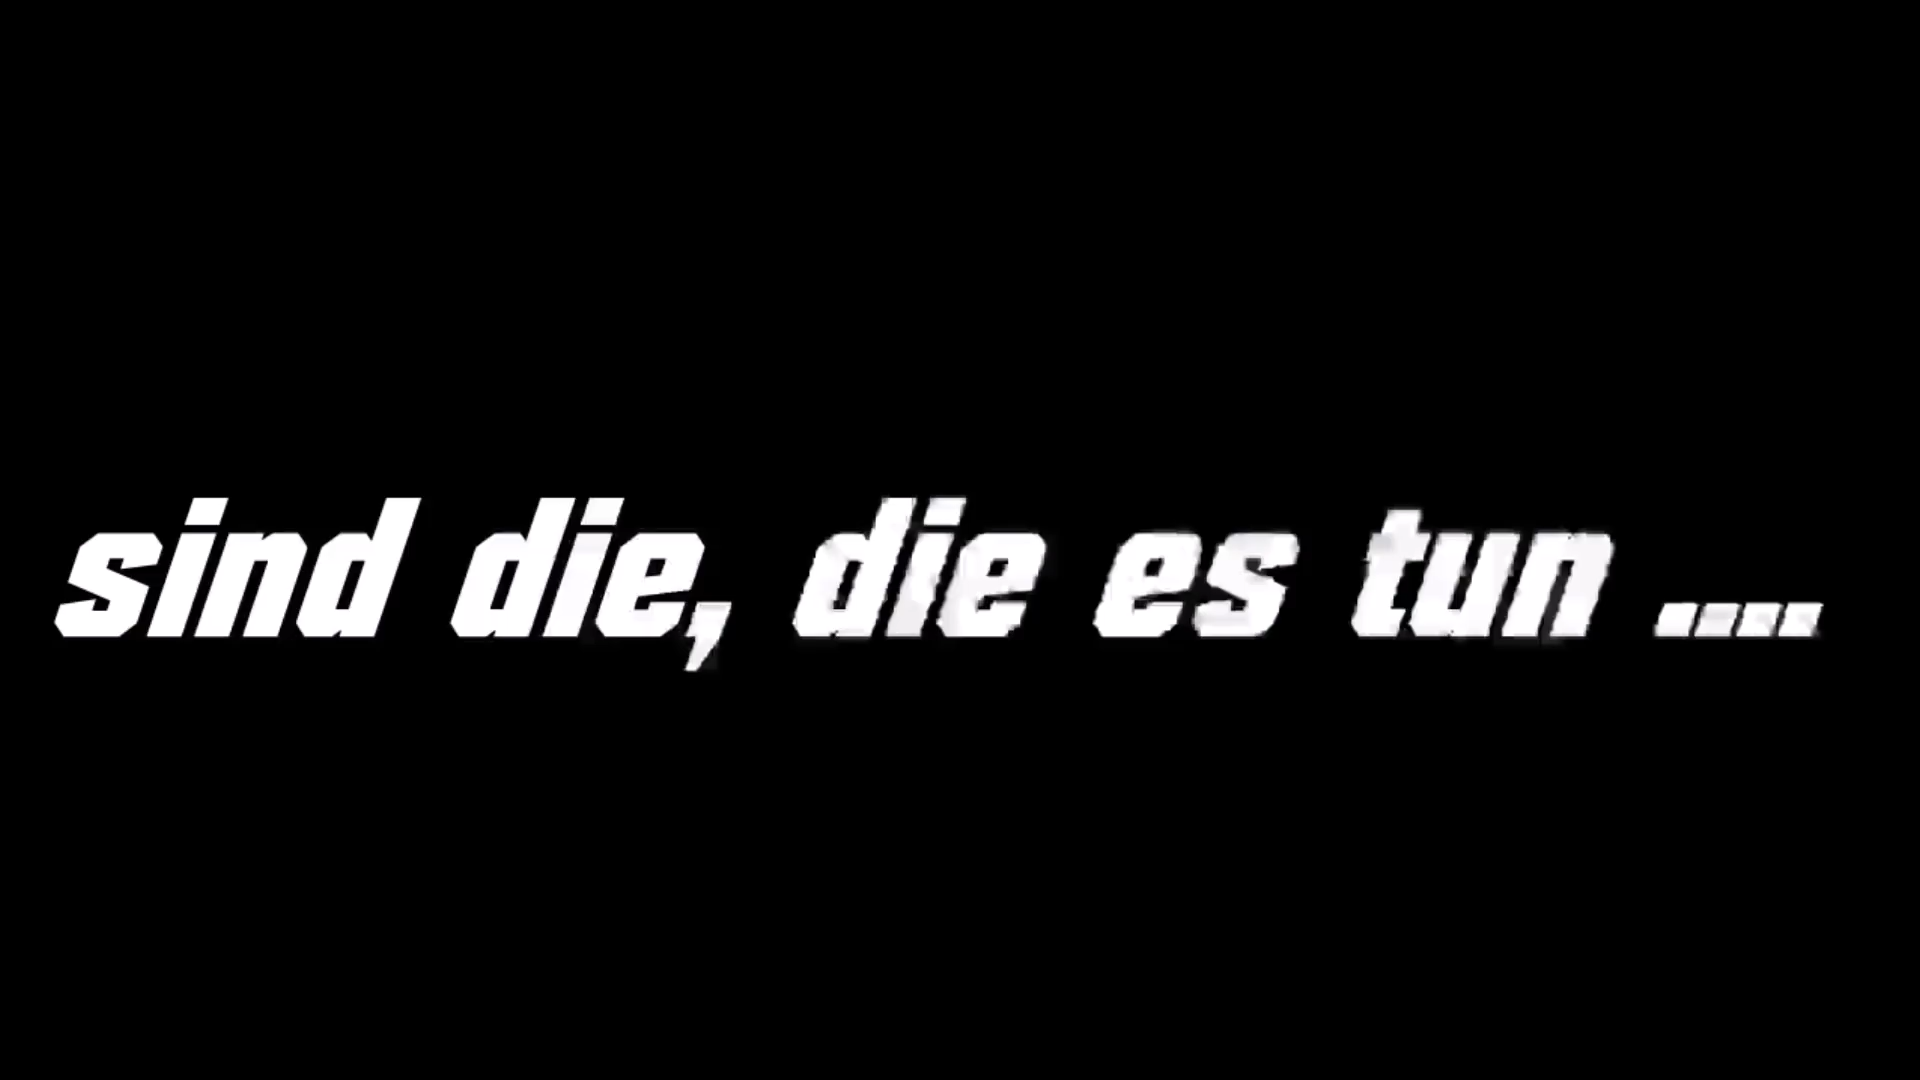 sind die, die es tun ....